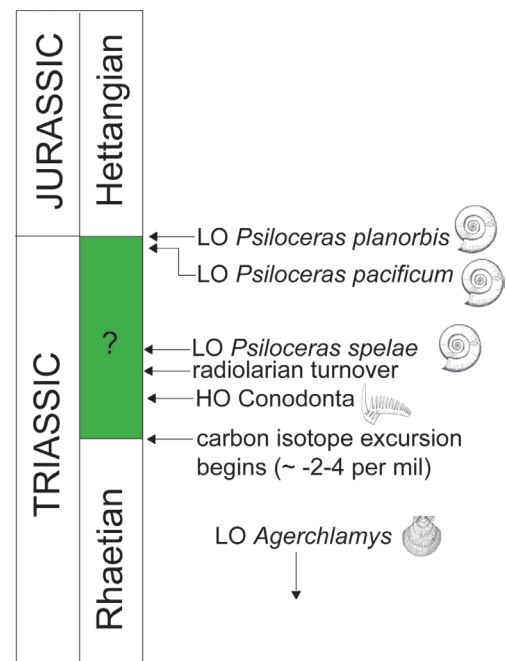 JURASSIC
Hettangian
TRIASSIC
?
Rhaetian
LO Psiloceras planorbis
LO Psiloceras pacificum
LO Psiloceras spelae
radiolarian turnover
HO Conodonta
carbon isotope excursion
begins (~ -2-4 per mil)
LO Agerchlamys